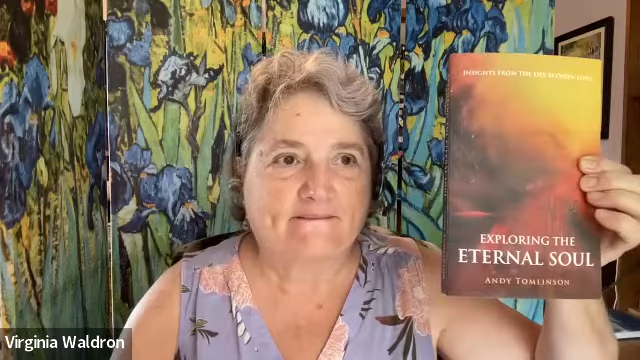 INSIGHTS FROM THE LIFE BETWEEN LIVES
EXPLORING THE
ETERNAL SOUL
ANDY TOMLINSON
Virginia Waldron